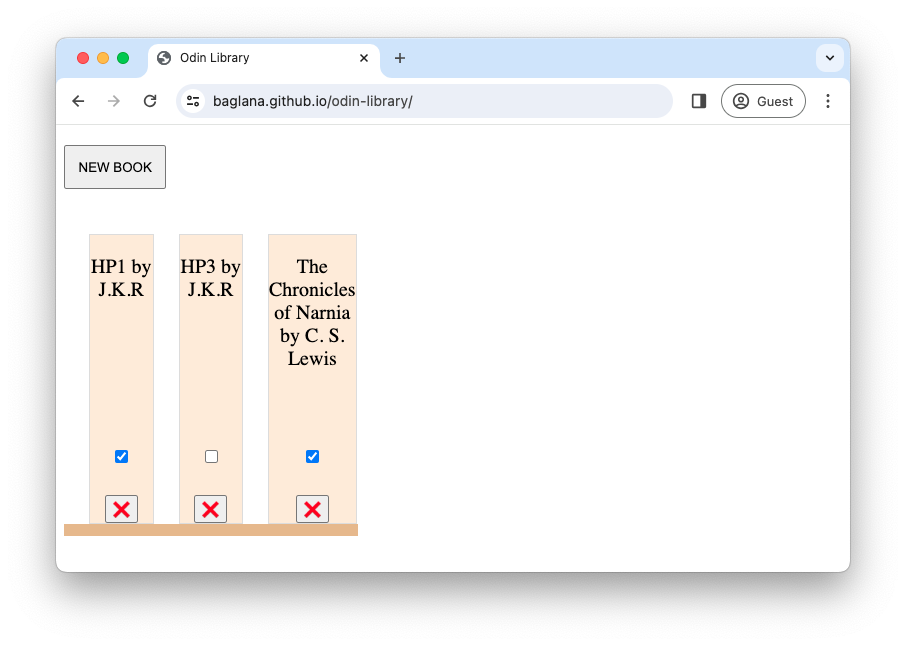 Odin Library
baglana.github.io/odin-library/
Guest
NEW BOOK
HP1 by
J.K.R
HP3 by
J.K.R
The
Chronicles
of Narnia
by C. S.
Lewis